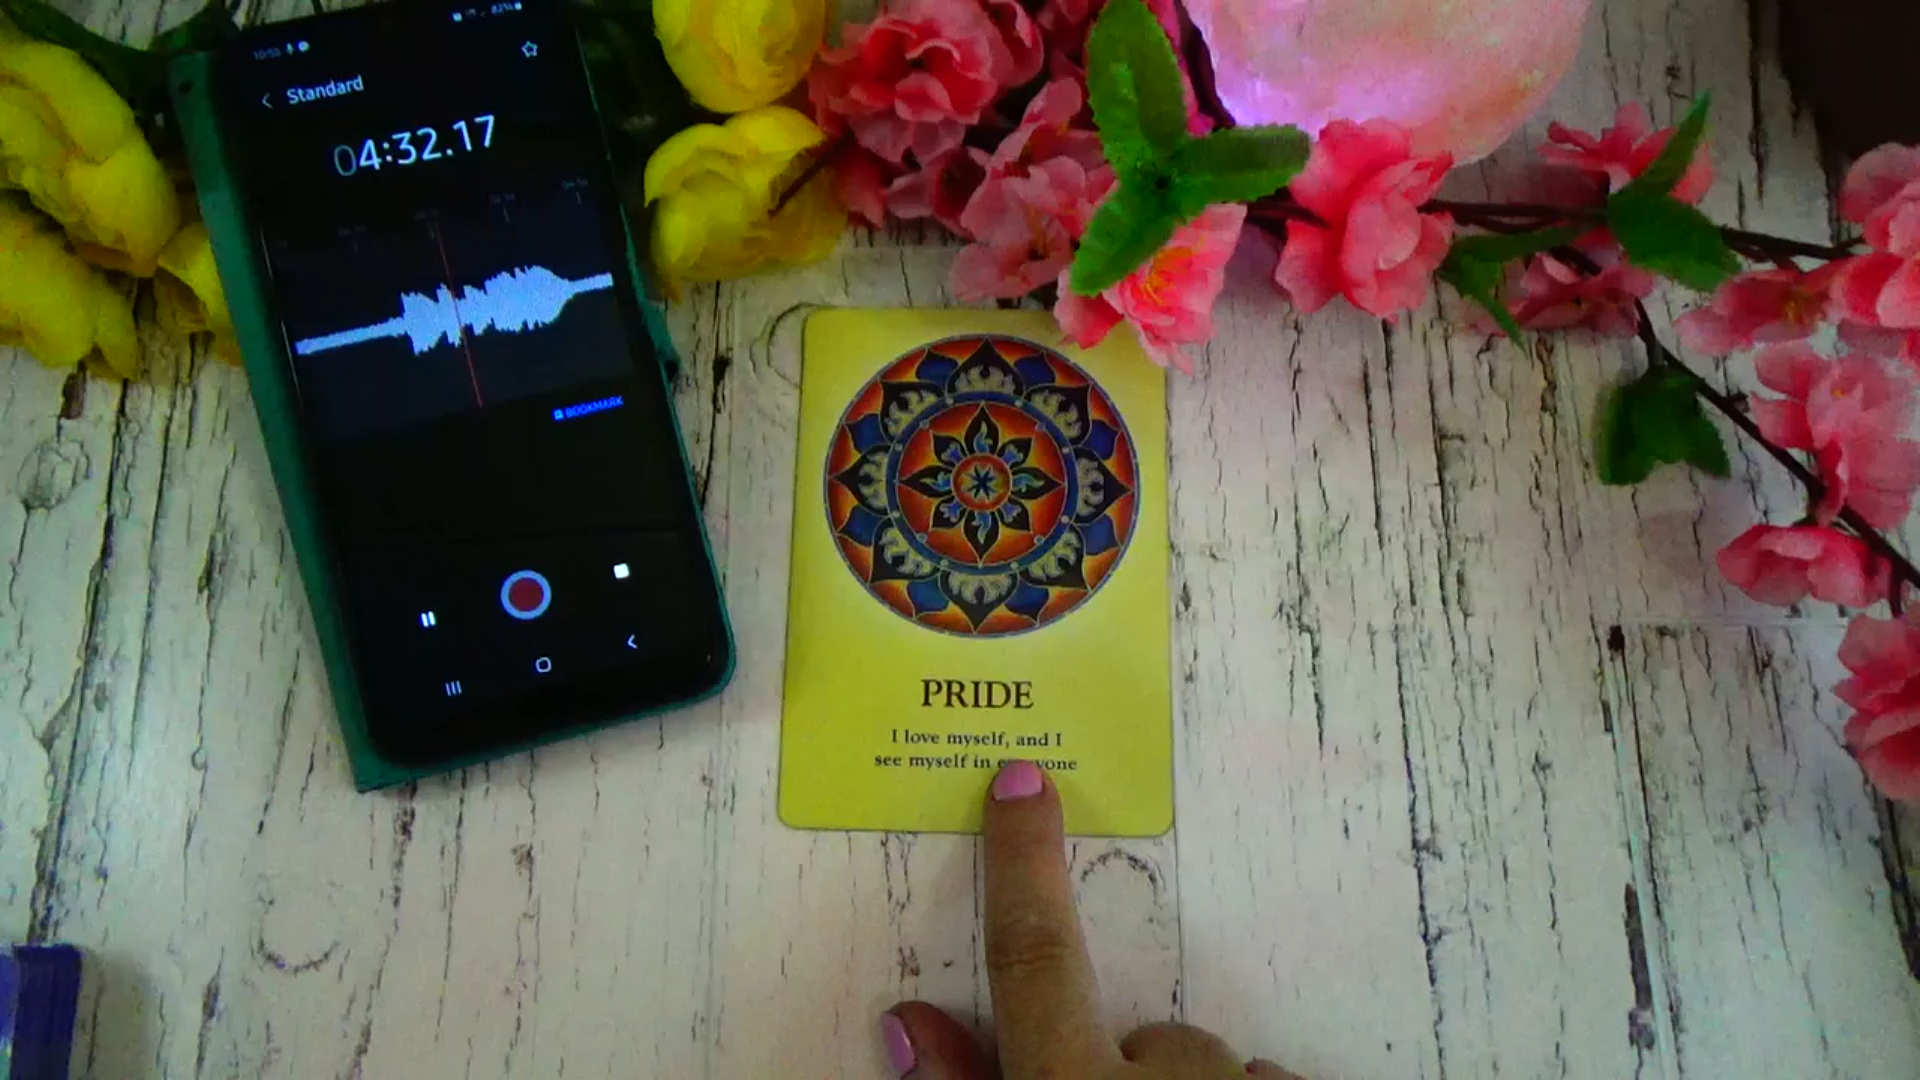 Standard
04:32.17
BOOKMARK
PRIDE
I love myself, and I
see myself in